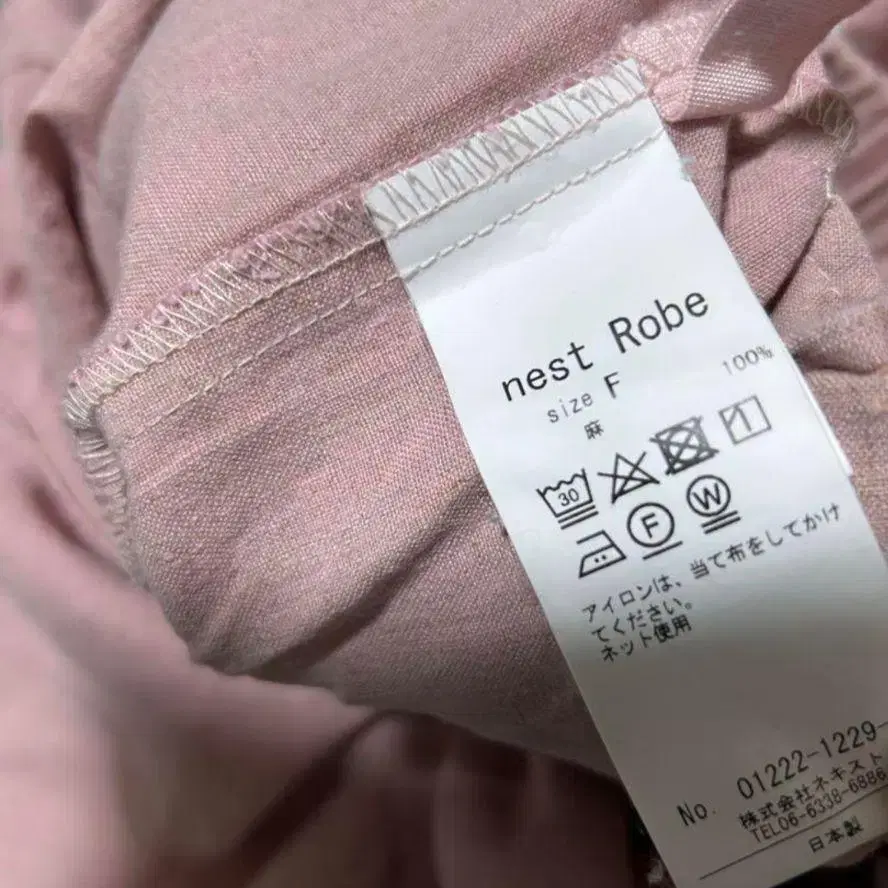 nest Robe
size F
麻 100%
30
F W
アイロンは、当て布をしてかけ
てください。
ネット使用
No. 01222-1229-
株式会社ネキスト
TEL06-6338-6886
日本製